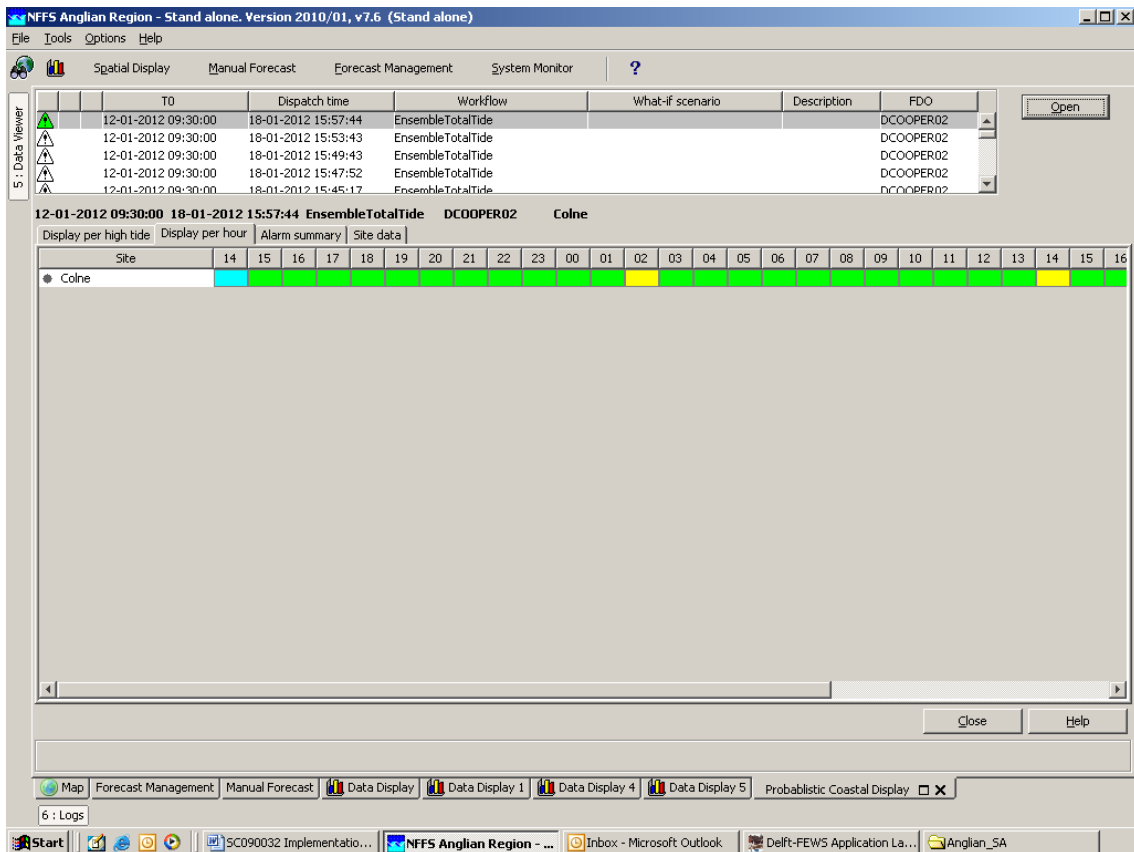 NFFS Anglian Region - Stand alone. Version 2010/01, v7.6 (Stand alone)
File Tools Options Help
Spatial Display Manual Forecast Forecast Management System Monitor ?
5 : Data Viewer
T0 Dispatch time Workflow What-if scenario Description FDO
Open
12-01-2012 09:30:00 18-01-2012 15:57:44 EnsembleTotalTide DCOOPER02
12-01-2012 09:30:00 18-01-2012 15:53:43 EnsembleTotalTide DCOOPER02
12-01-2012 09:30:00 18-01-2012 15:49:43 EnsembleTotalTide DCOOPER02
12-01-2012 09:30:00 18-01-2012 15:47:52 EnsembleTotalTide DCOOPER02
12-01-2012 09:30:00 18-01-2012 15:45:17 EnsembleTotalTide DCOOPER02
12-01-2012 09:30:00 18-01-2012 15:57:44 EnsembleTotalTide DCOOPER02 Colne
Display per high tide Display per hour Alarm summary Site data
Site 14 15 16 17 18 19 20 21 22 23 00 01 02 03 04 05 06 07 08 09 10 11 12 13 14 15 16
Colne
Close Help
Map Forecast Management Manual Forecast Data Display Data Display 1 Data Display 4 Data Display 5 Probablistic Coastal Display
6 : Logs
Start SC090032 Implementatio... NFFS Anglian Region - ... Inbox - Microsoft Outlook Delft-FEWS Application La... Anglian_SA